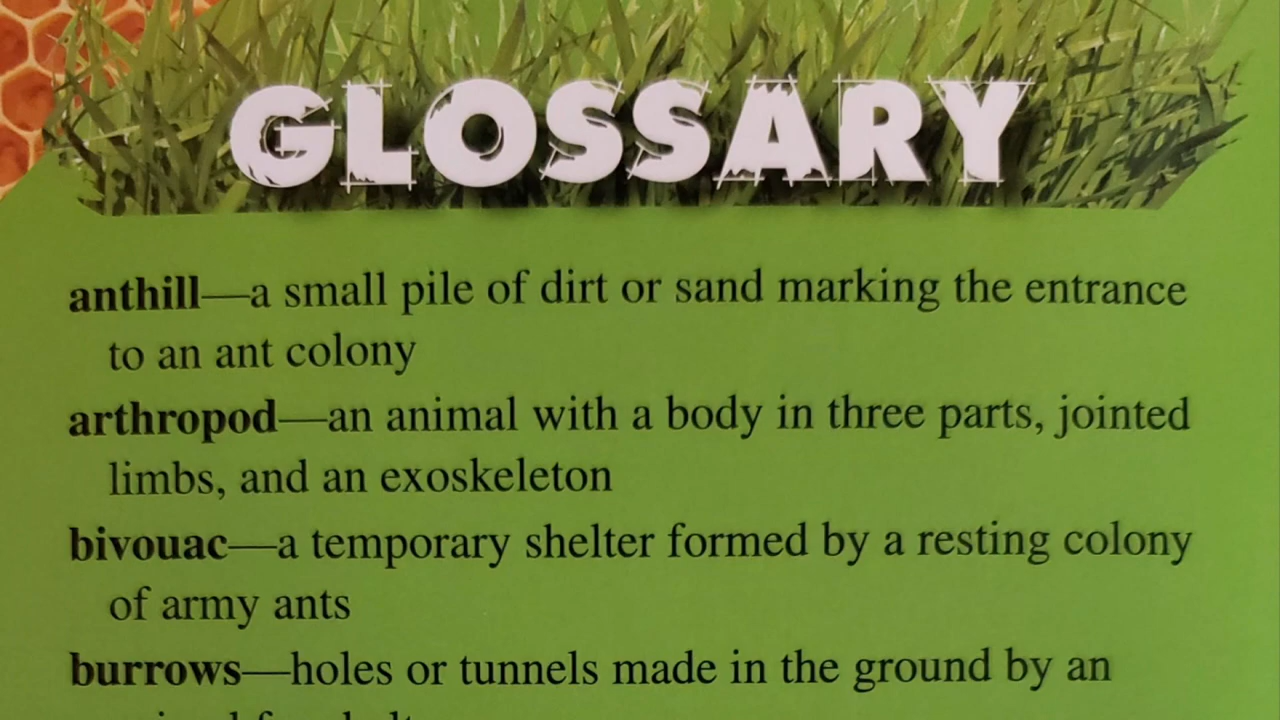 GLOSSARY
anthill—a small pile of dirt or sand marking the entrance
to an ant colony
arthropod—an animal with a body in three parts, jointed
limbs, and an exoskeleton
bivouac—a temporary shelter formed by a resting colony
of army ants
burrows—holes or tunnels made in the ground by an